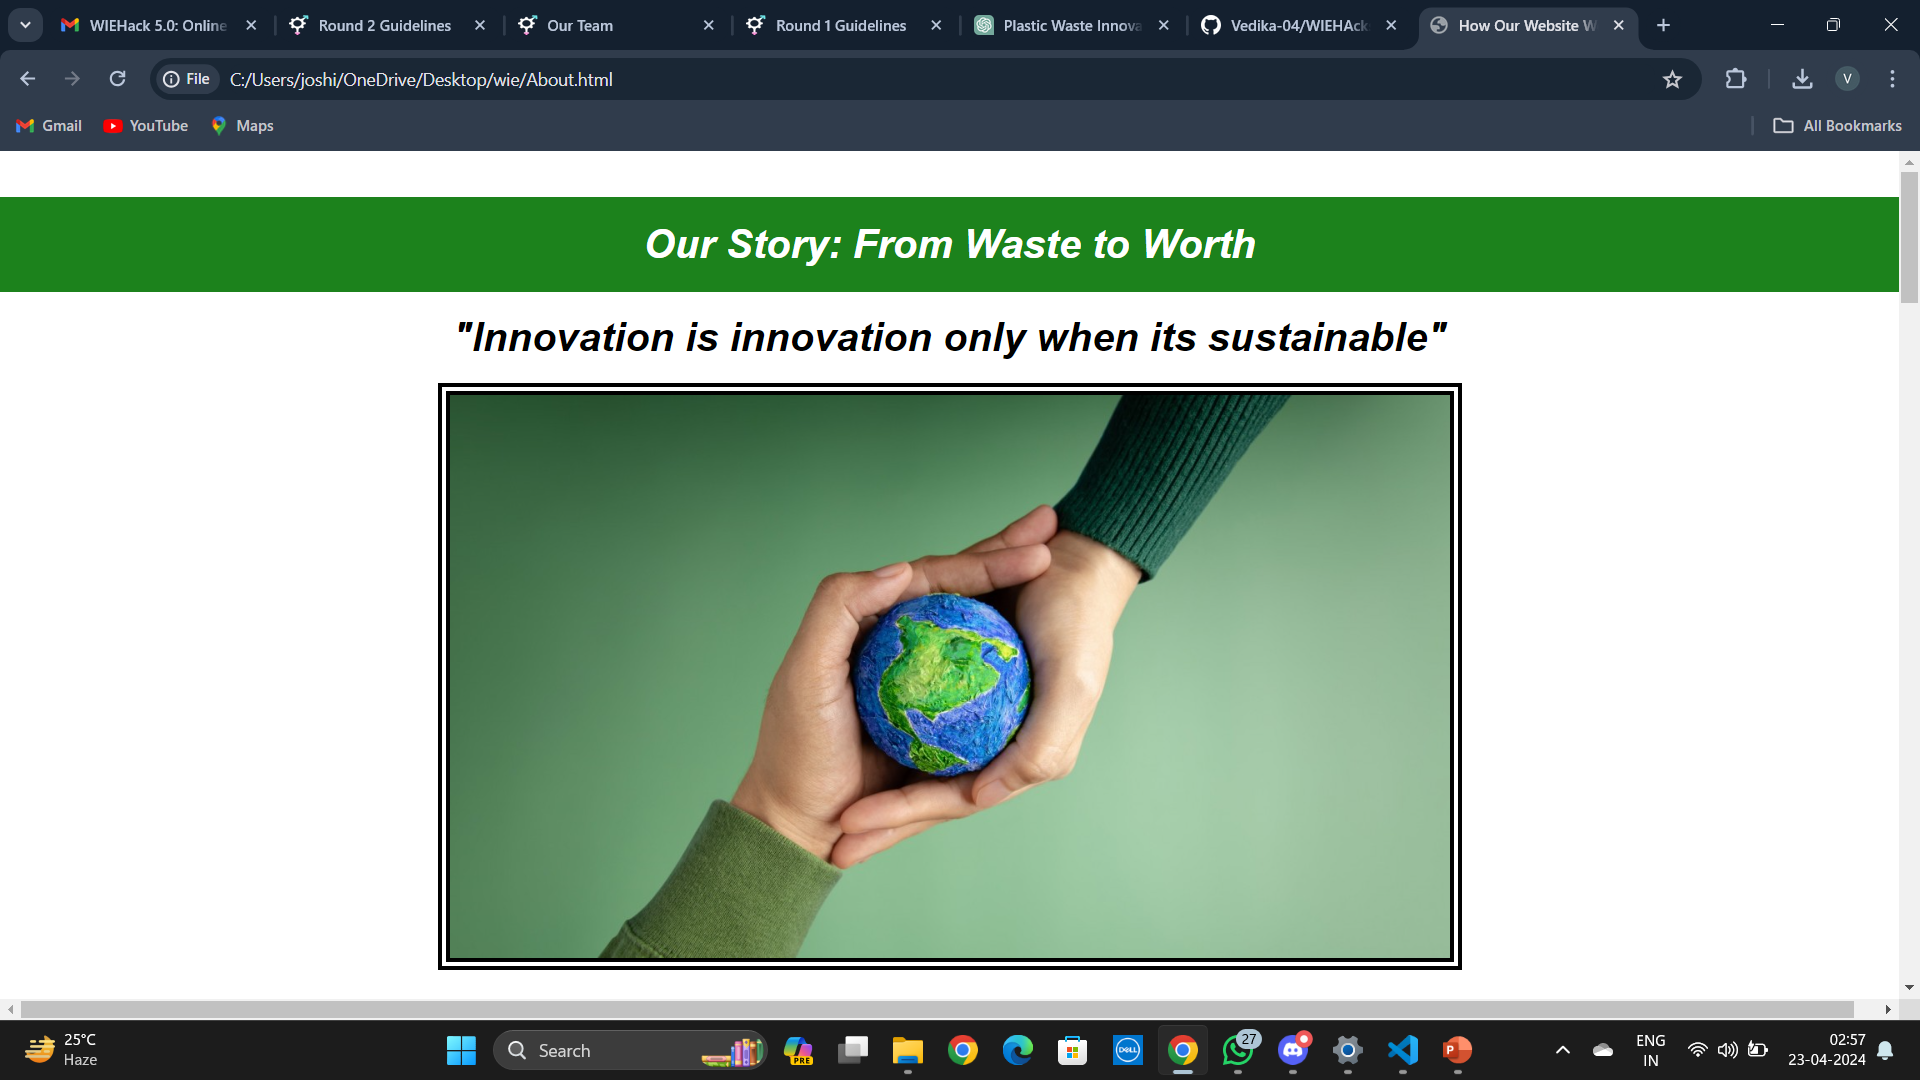 WIEHack 5.0: Online
Round 2 Guidelines
Our Team
Round 1 Guidelines
Plastic Waste Innova
Vedika-04/WIEHAck
How Our Website W
File
C:/Users/joshi/OneDrive/Desktop/wie/About.html
V
Gmail
YouTube
Maps
All Bookmarks
Our Story: From Waste to Worth
"Innovation is innovation only when its sustainable"
25°C
Haze
Search
PRE
DELL
27
P
ENG
IN
02:57
23-04-2024